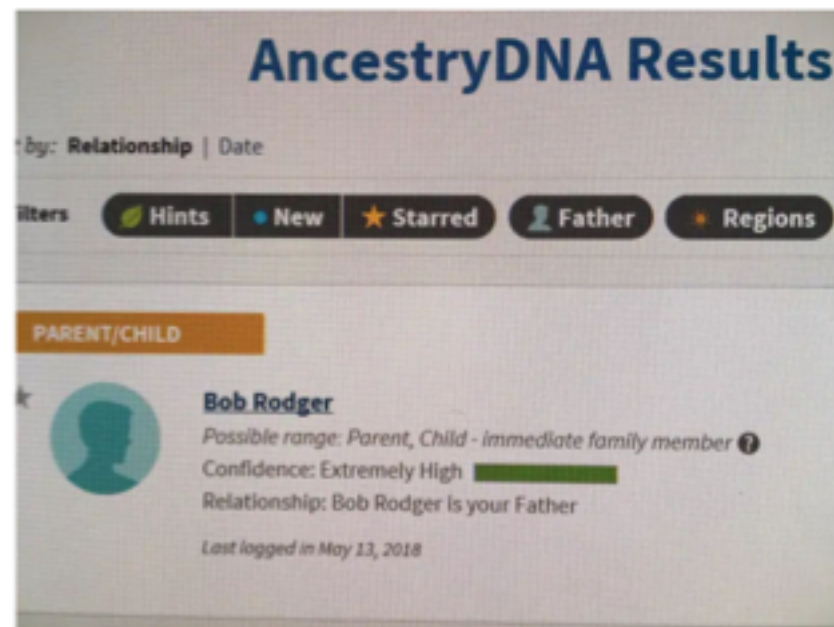 AncestryDNA Results
t by: Relationship | Date
ilters Hints New Starred Father Regions
PARENT/CHILD
Bob Rodger
Possible range: Parent, Child - immediate family member ?
Confidence: Extremely High
Relationship: Bob Rodger is your Father
Last logged in May 13, 2018